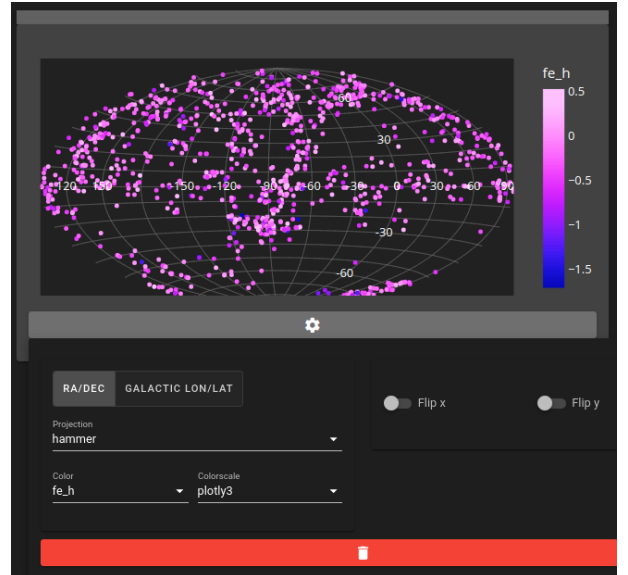 fe_h
0.5
60
30
0
120 180 -150 -120 -90 -60 -30 0 30 60 90
-0.5
-30
-1
-60
-1.5
RA/DEC GALACTIC LON/LAT
Flip x Flip y
Projection
hammer
Color Colorscale
fe_h plotly3